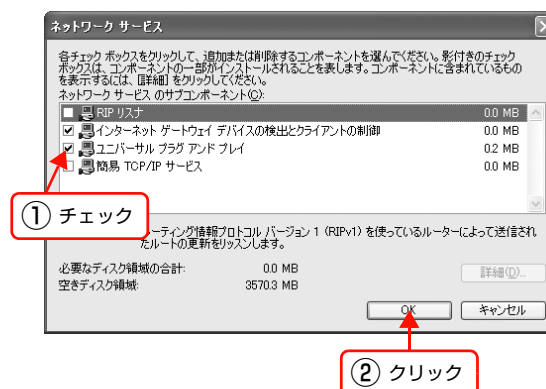 ネットワーク サービス
各チェック ボックスをクリックして、追加または削除するコンポーネントを選んでください。影付きのチェック
ボックスは、コンポーネントの一部がインストールされることを表します。コンポーネントに含まれているもの
を表示するには、[詳細] をクリックしてください。
ネットワーク サービス のサブコンポーネント(C):
RIP リスナ 0.0 MB
インターネット ゲートウェイ デバイスの検出とクライアントの制御 0.0 MB
ユニバーサル プラグ アンド プレイ 0.2 MB
簡易 TCP/IP サービス 0.0 MB
① チェック
ーティング情報プロトコル バージョン 1 (RIPv1) を使っているルーターによって送信され
たルートの更新をリッスンします。
必要なディスク領域の合計: 0.0 MB
空きディスク領域: 3570.3 MB
詳細(D)...
OK
キャンセル
② クリック